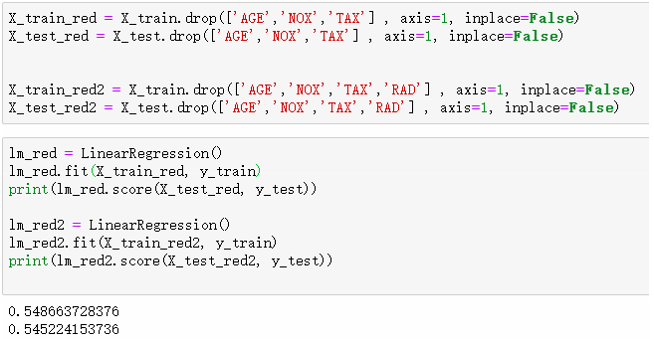 X_train_red = X_train.drop(['AGE','NOX','TAX'] , axis=1, inplace=False)
X_test_red = X_test.drop(['AGE','NOX','TAX'] , axis=1, inplace=False)
X_train_red2 = X_train.drop(['AGE','NOX','TAX','RAD'] , axis=1, inplace=False)
X_test_red2 = X_test.drop(['AGE','NOX','TAX','RAD'] , axis=1, inplace=False)
lm_red = LinearRegression()
lm_red.fit(X_train_red, y_train)
print(lm_red.score(X_test_red, y_test))
lm_red2 = LinearRegression()
lm_red2.fit(X_train_red2, y_train)
print(lm_red2.score(X_test_red2, y_test))
0.548663728376
0.545224153736